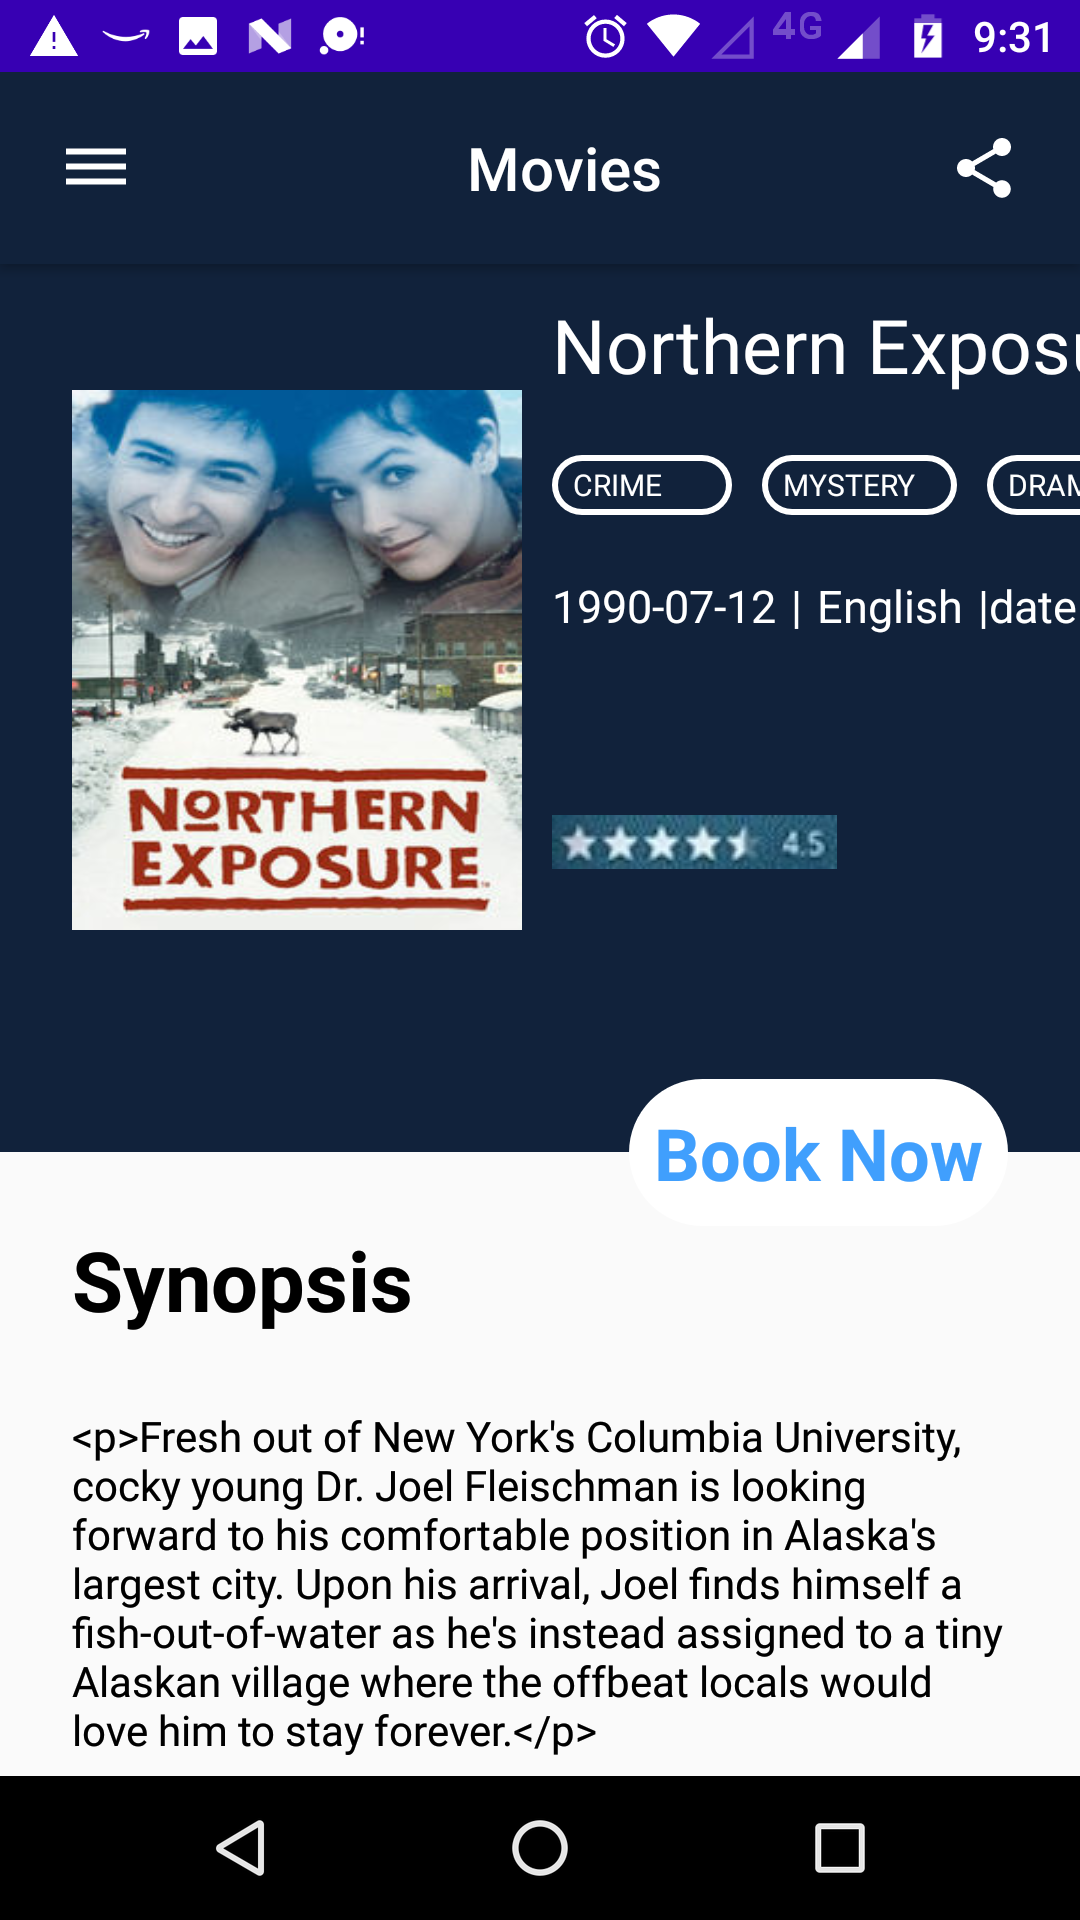 4G 9:31
Movies
Northern Exposu
CRIME MYSTERY DRAM
1990-07-12 | English |date
NORTHERN
EXPOSURE
4.5
Book Now
Synopsis
<p>Fresh out of New York's Columbia University,
cocky young Dr. Joel Fleischman is looking
forward to his comfortable position in Alaska's
largest city. Upon his arrival, Joel finds himself a
fish-out-of-water as he's instead assigned to a tiny
Alaskan village where the offbeat locals would
love him to stay forever.</p>